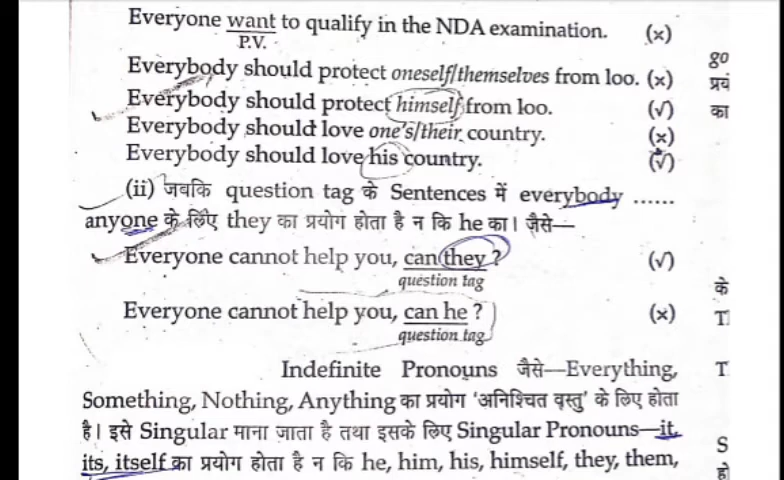 Everyone want to qualify in the NDA examination. (×)
P.V.
Everybody should protect oneself/themselves from loo. (×)
Everybody should protect himself from loo. (√)
Everybody should love one's/their country. (×)
Everybody should love his country. (√)
(ii) जबकि question tag के Sentences में everybody ......
anyone के लिए they का प्रयोग होता है न कि he का। जैसे—
Everyone cannot help you, can they ? (√)
question tag
Everyone cannot help you, can he ? (×)
question tag
Indefinite Pronouns जैसे—Everything,
Something, Nothing, Anything का प्रयोग 'अनिश्चित वस्तु' के लिए होता
है। इसे Singular माना जाता है तथा इसके लिए Singular Pronouns—it,
its, itself का प्रयोग होता है न कि he, him, his, himself, they, them,
go
प्रयं
का
के
T
T
S
हो